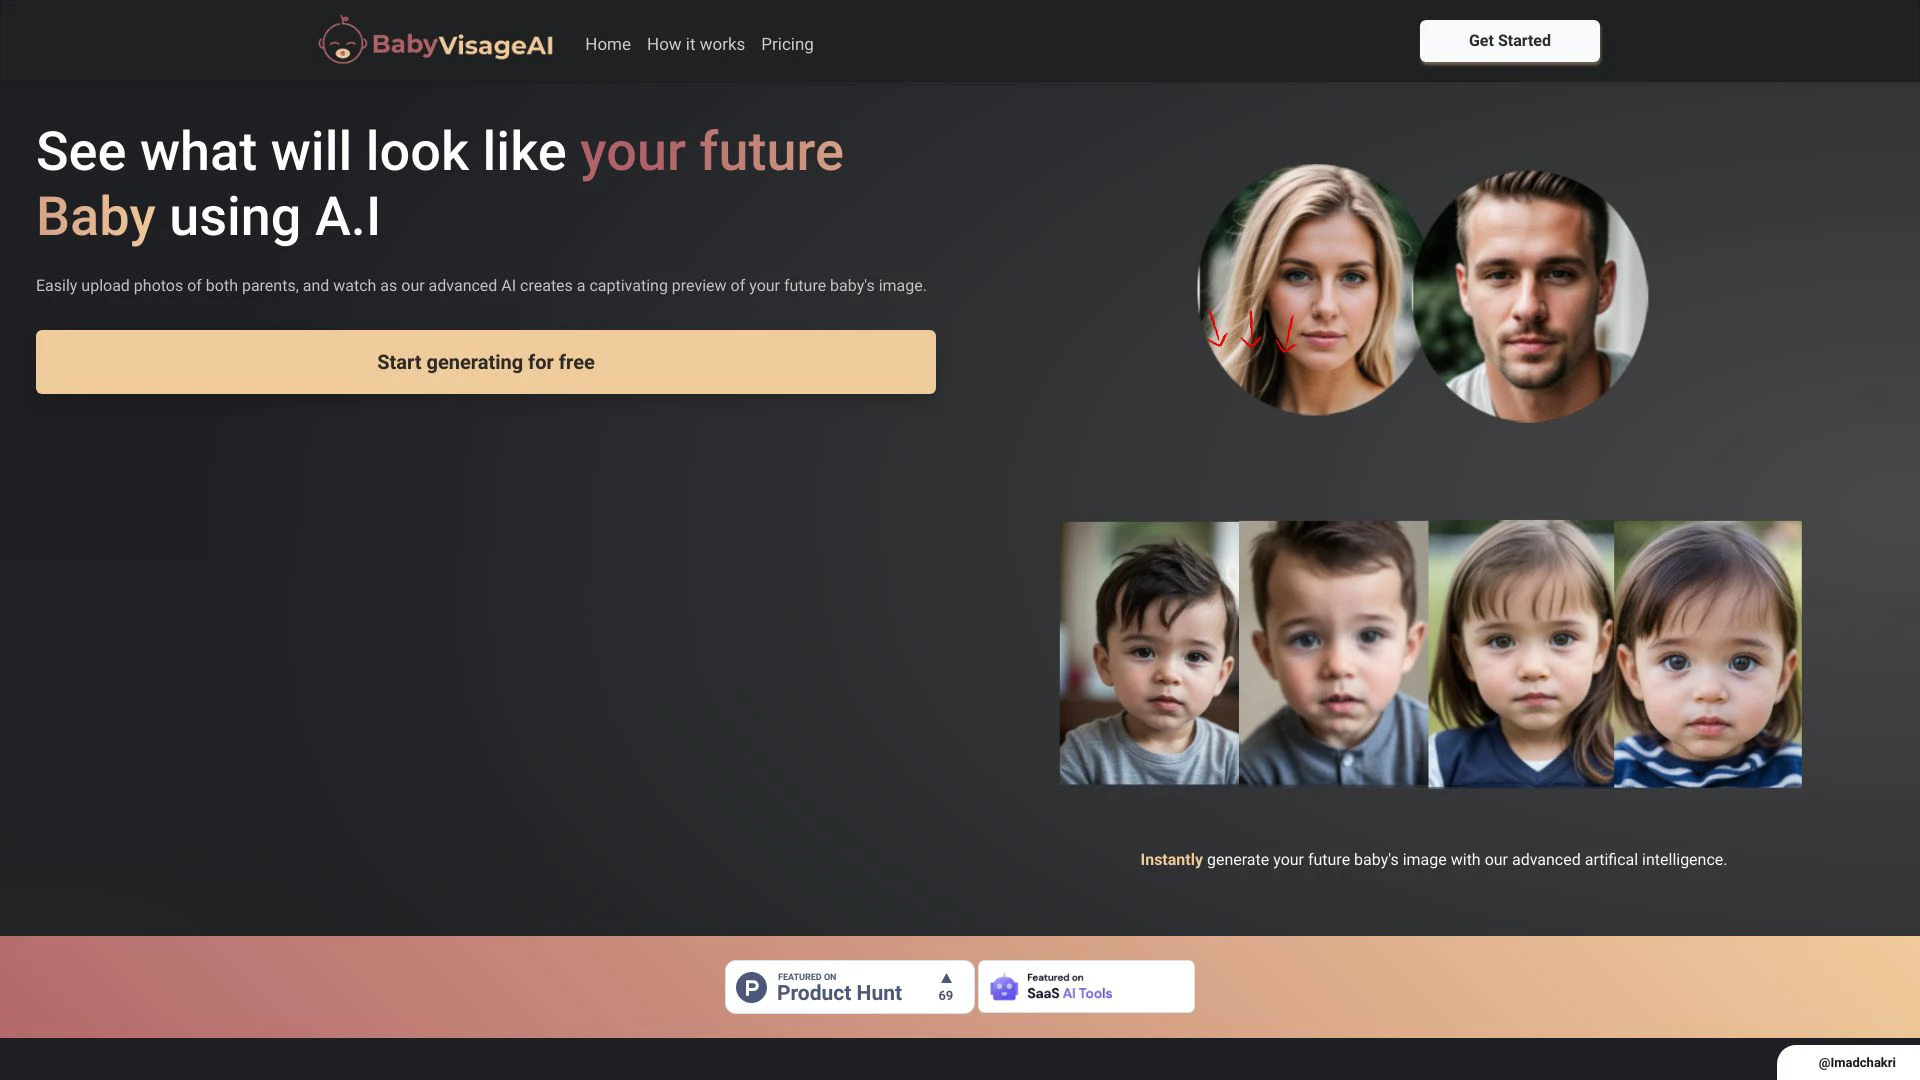 BabyVisageAI
Home
How it works
Pricing
Get Started
See what will look like your future
Baby using A.I
Easily upload photos of both parents, and watch as our advanced AI creates a captivating preview of your future baby's image.
Start generating for free
Instantly generate your future baby's image with our advanced artifical intelligence.
FEATURED ON
Product Hunt
69
Featured on
SaaS AI Tools
@Imadchakri